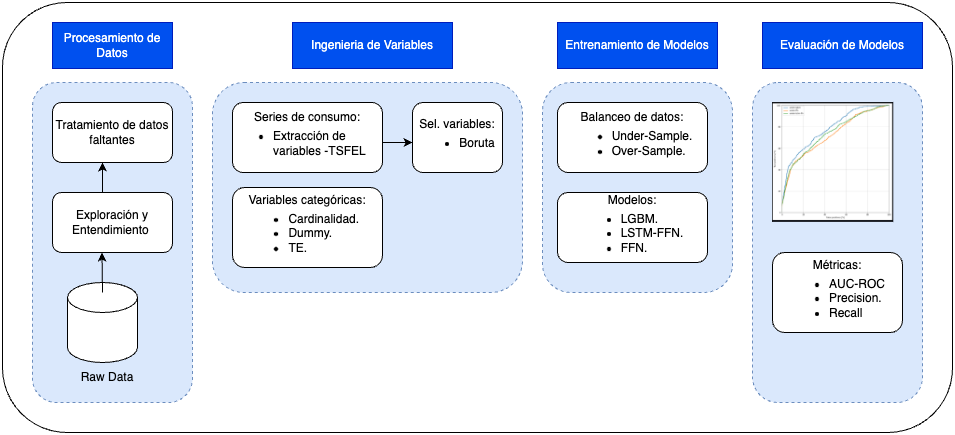 Procesamiento de
Datos
Ingenieria de Variables
Entrenamiento de Modelos
Evaluación de Modelos
Tratamiento de datos
faltantes
Exploración y
Entendimiento
Raw Data
Series de consumo:
Extracción de
variables -TSFEL
Sel. variables:
Boruta
Variables categóricas:
Cardinalidad.
Dummy.
TE.
Balanceo de datos:
Under-Sample.
Over-Sample.
Modelos:
LGBM.
LSTM-FFN.
FFN.
Métricas:
AUC-ROC
Precision.
Recall